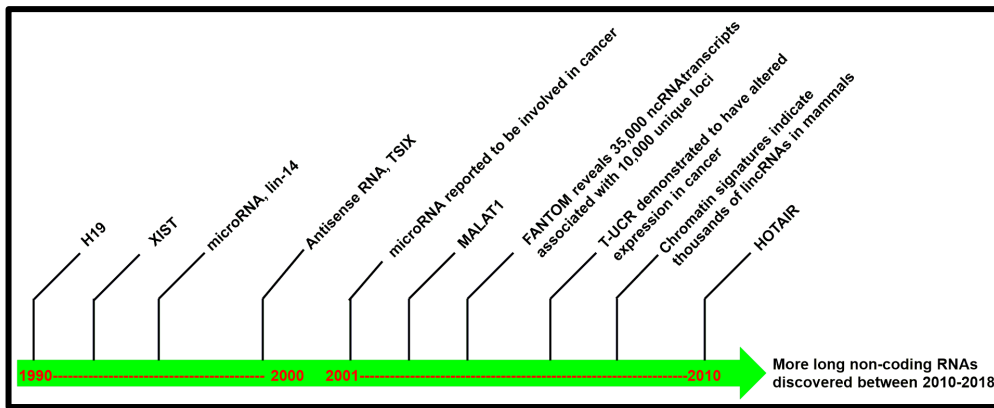 H19
XIST
microRNA, lin-14
Antisense RNA, TSIX
microRNA reported to be involved in cancer
MALAT1
FANTOM reveals 35,000 ncRNAtranscripts
associated with 10,000 unique loci
T-UCR demonstrated to have altered
expression in cancer
Chromatin signatures indicate
thousands of lincRNAs in mammals
HOTAIR
1990 2000 2001 2010
More long non-coding RNAs
discovered between 2010-2018